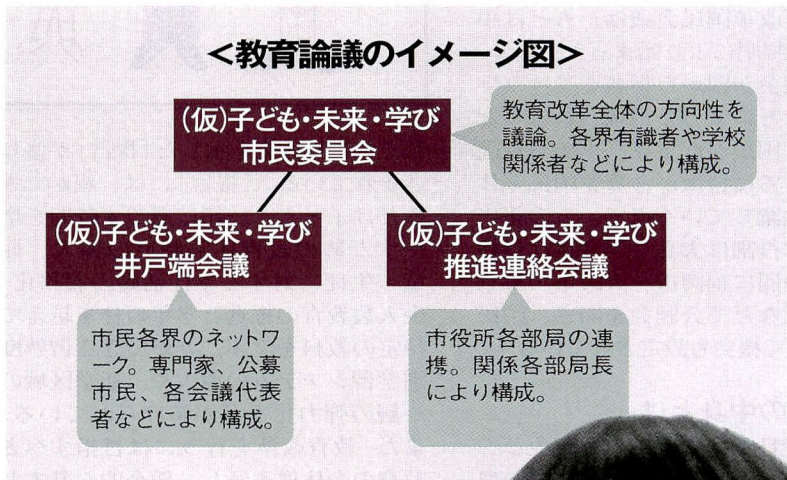 <教育論議のイメージ図>
(仮)子ども・未来・学び
市民委員会
教育改革全体の方向性を
議論。各界有識者や学校
関係者などにより構成。
(仮)子ども・未来・学び
井戸端会議
(仮)子ども・未来・学び
推進連絡会議
市民各界のネットワ
ーク。専門家、公募
市民、各会議代表
者などにより構成。
市役所各部局の連
携。関係各部局長
により構成。